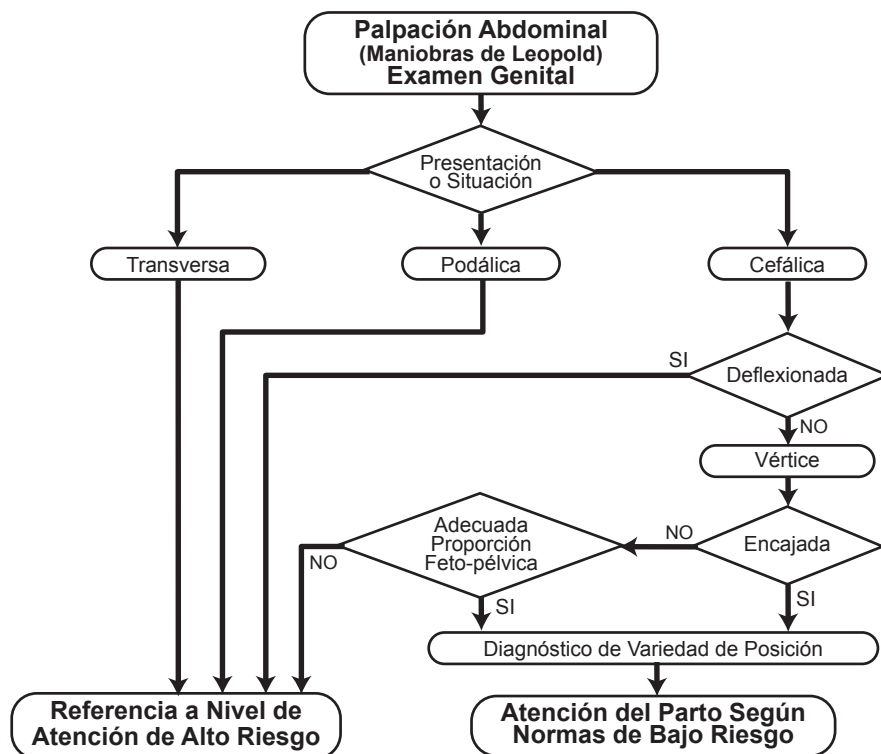 Palpación Abdominal
(Maniobras de Leopold)
Examen Genital
Presentación
o Situación
Transversa
Podálica
Cefálica
SI
Deflexionada
NO
Vértice
Adecuada
Proporción
Feto-pélvica
NO
Encajada
NO
SI
SI
Diagnóstico de Variedad de Posición
Referencia a Nivel de
Atención de Alto Riesgo
Atención del Parto Según
Normas de Bajo Riesgo